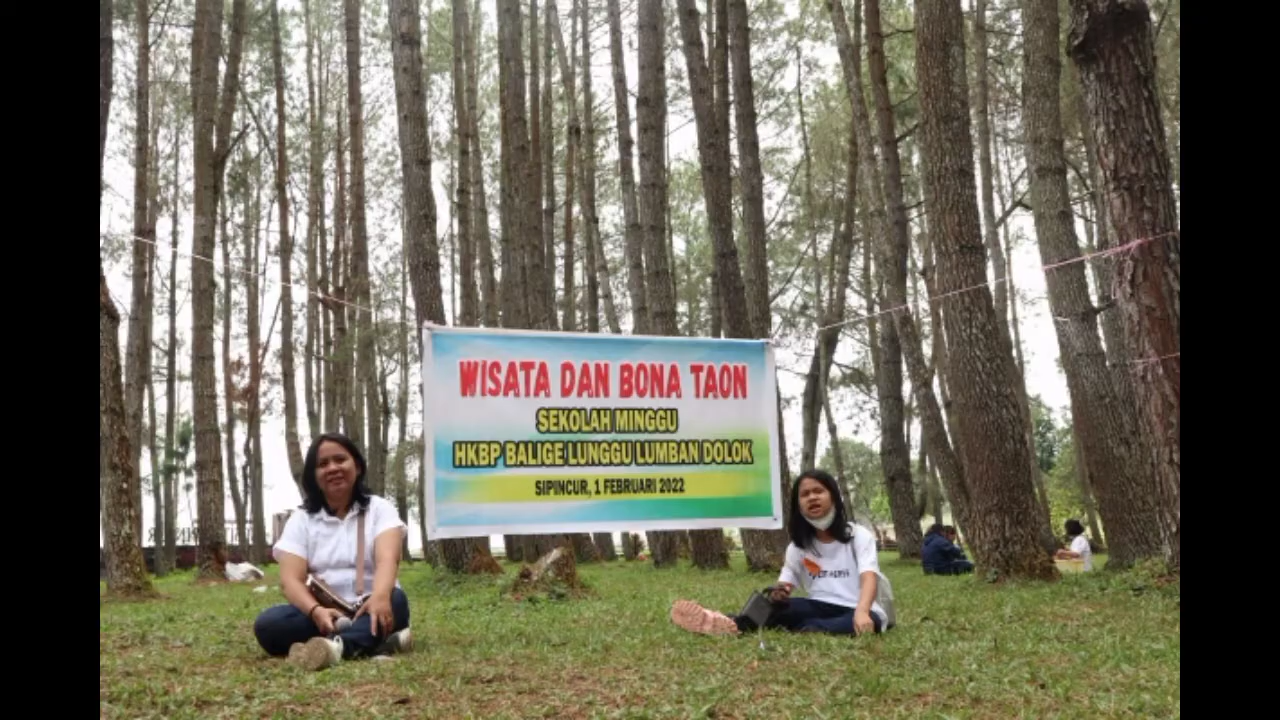 WISATA DAN BONA TAON
SEKOLAH MINGGU
HKBP BALIGE LUNGGU LUMBAN DOLOK
SIPINCUR, 1 FEBRUARI 2022